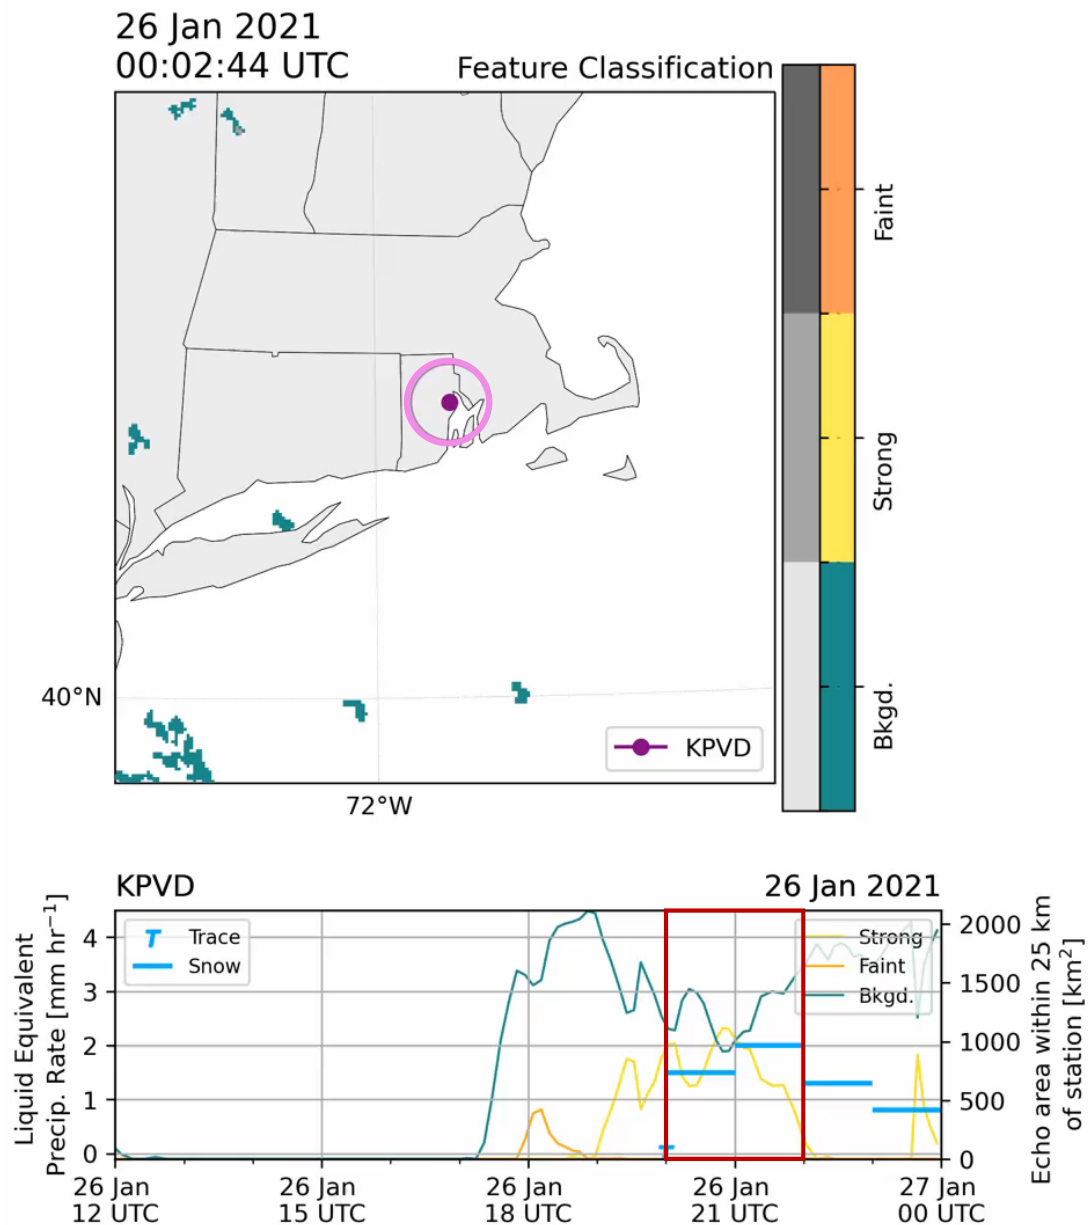 26 Jan 2021
00:02:44 UTC
Feature Classification
Faint
Strong
Bkgd.
40°N
72°W
KPVD
KPVD
26 Jan 2021
Liquid Equivalent
Precip. Rate [mm hr⁻¹]
4
3
2
1
0
Trace
Snow
Strong
Faint
Bkgd.
2000
1500
1000
500
0
Echo area within 25 km
of station [km²]
26 Jan
12 UTC
26 Jan
15 UTC
26 Jan
18 UTC
26 Jan
21 UTC
27 Jan
00 UTC